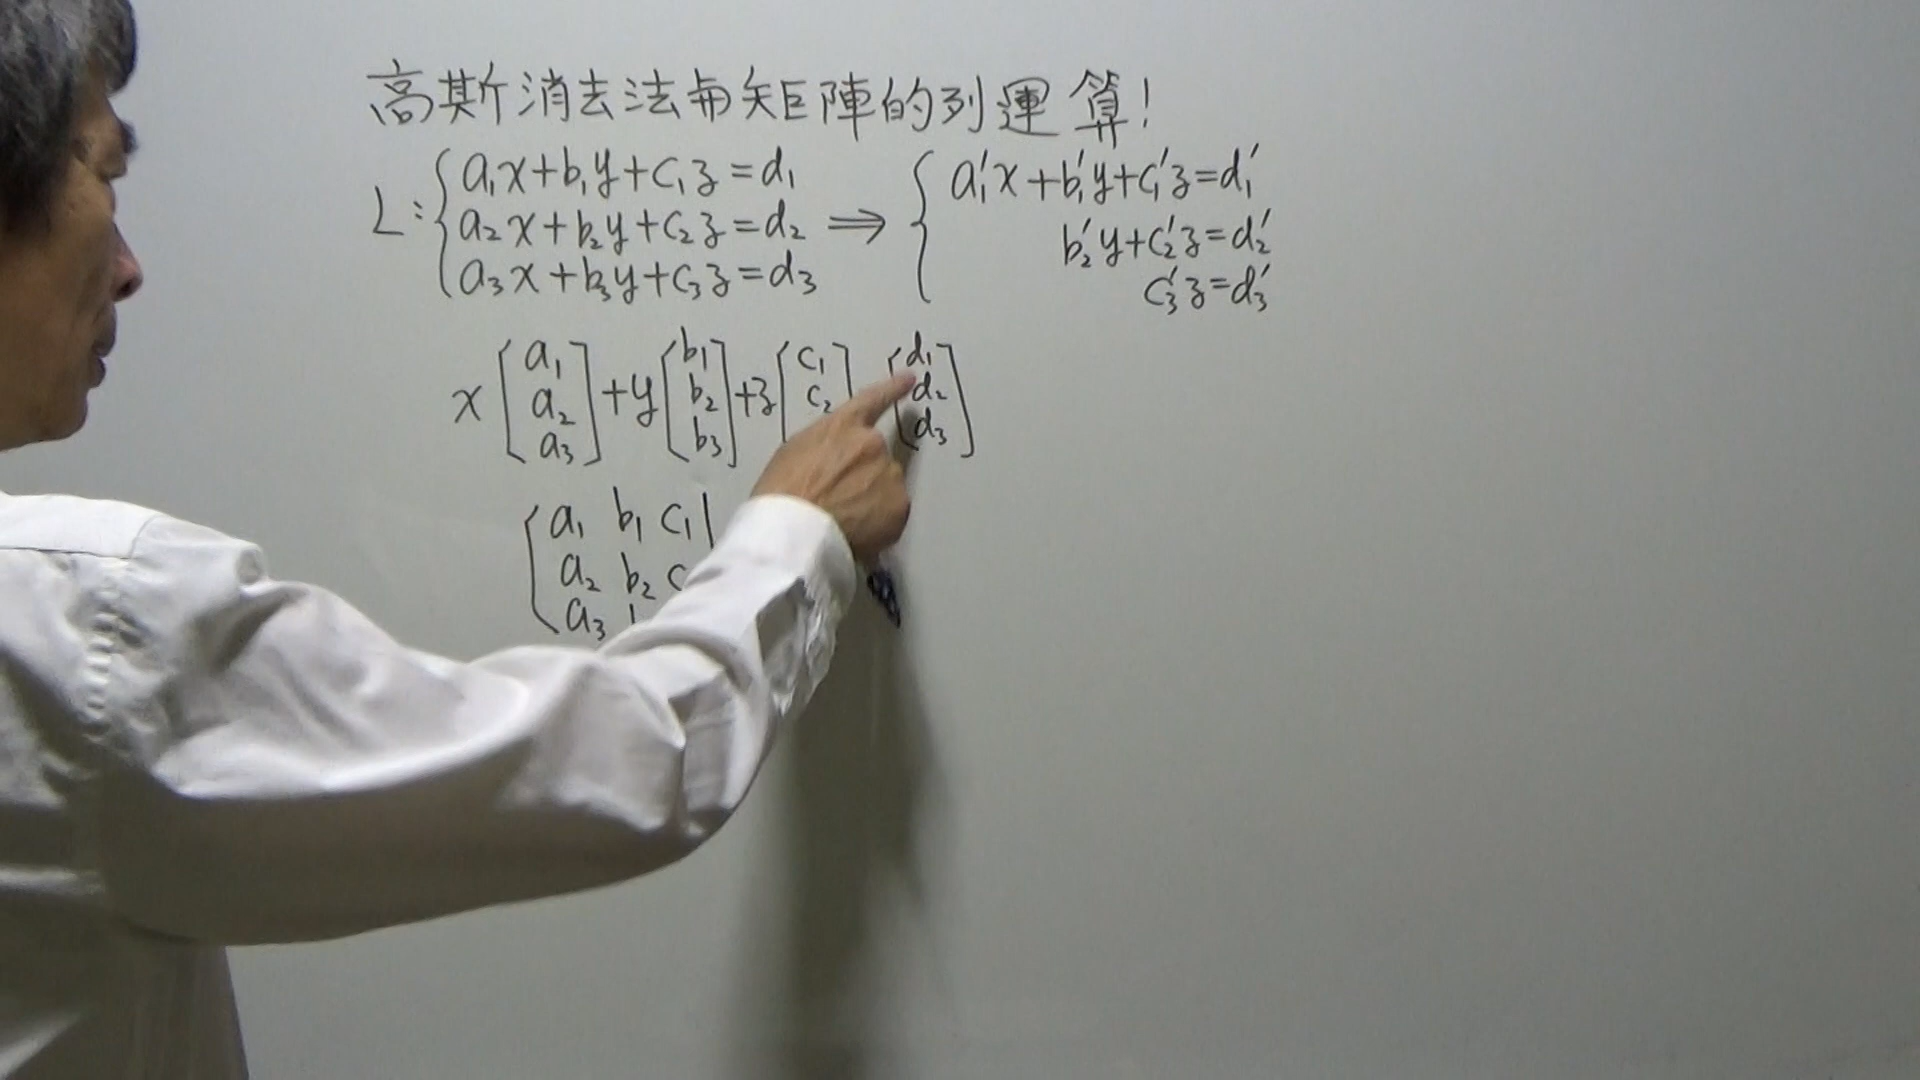 高斯消去法與矩陣的列運算!
L: { a₁x+b₁y+c₁z=d₁ ⟹ { a₁'x+b₁'y+c₁'z=d₁'
a₂x+b₂y+c₂z=d₂ b₂'y+c₂'z=d₂'
a₃x+b₃y+c₃z=d₃ c₃'z=d₃'
x [a₁ a₂ a₃] +y [b₁ b₂ b₃] +z [c₁ c₂ ] [d₁ d₂ d₃]
[ a₁ b₁ c₁ |
a₂ b₂ c
a₃